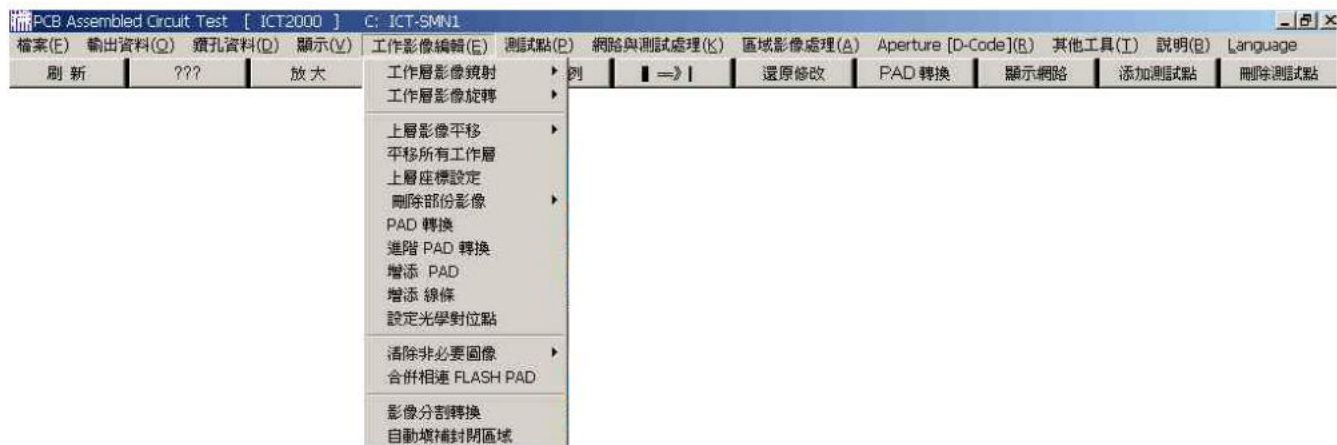 PCB Assembled Circuit Test [ ICT2000 ] C: ICT-SMN1
檔案(F) 輸出資料(O) 鑽孔資料(D) 顯示(V) 工作影像編輯(E) 測試點(P) 網路與測試處理(K) 區域影像處理(A) Aperture [D-Code](R) 其他工具(T) 說明(B) Language
刷 新 ??? 放 大 列 ▮ ═》| 還原修改 PAD 轉換 顯示網路 添加測試點 刪除測試點
工作層影像鏡射
工作層影像旋轉
上層影像平移
平移所有工作層
上層座標設定
刪除部份影像
PAD 轉換
進階 PAD 轉換
增添 PAD
增添 線條
設定光學對位點
清除非必要圖像
合併相連 FLASH PAD
影像分割轉換
自動填補封閉區域